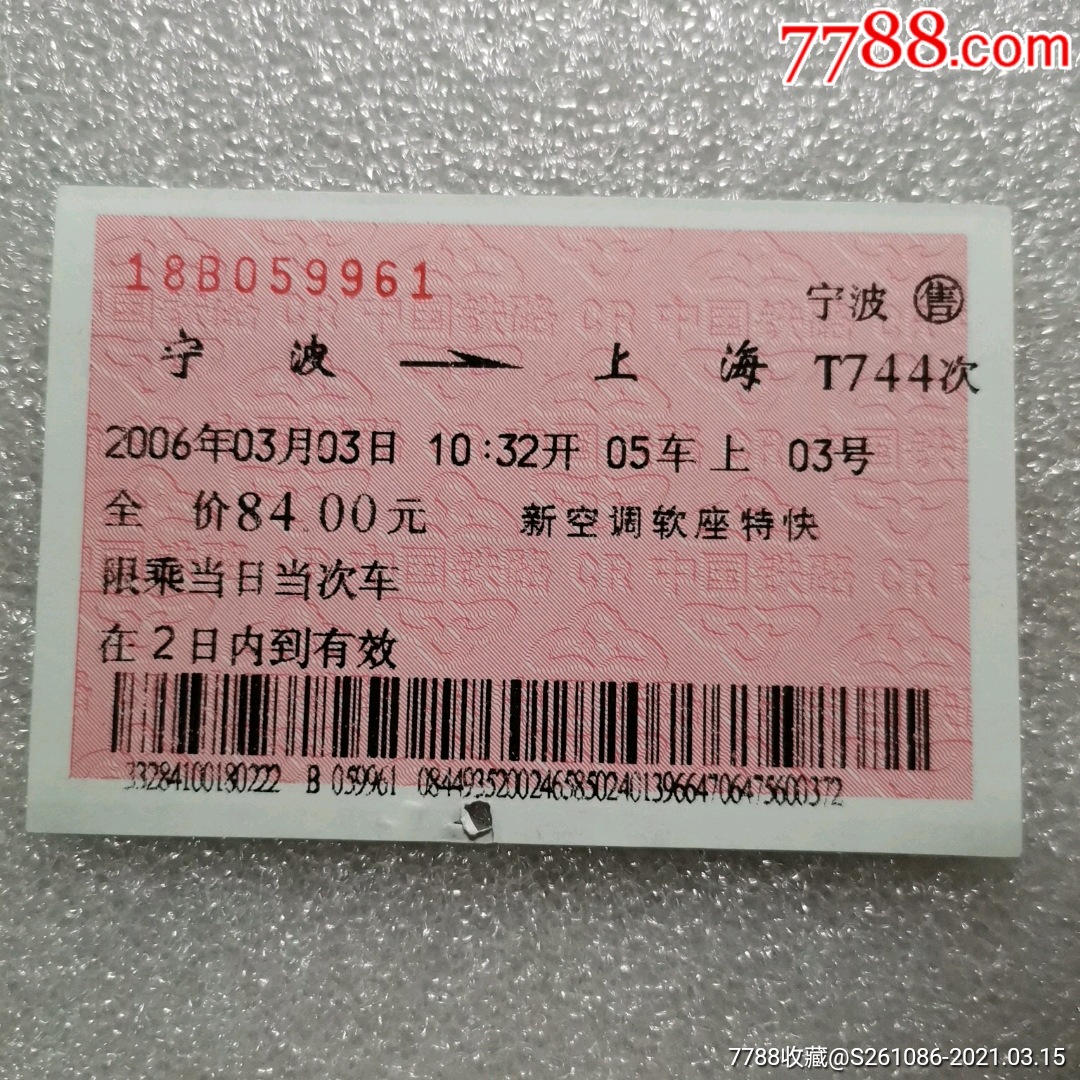 7788.com
18B059961
宁波 售
宁 波 → 上 海 T744次
2006年03月03日 10:32开 05车上 03号
全 价84.00元 新空调软座特快
限乘当日当次车
在2日内到有效
33284100180222 B 059961 08449352002465850240139664706475600372
7788收藏@S261086-2021.03.15